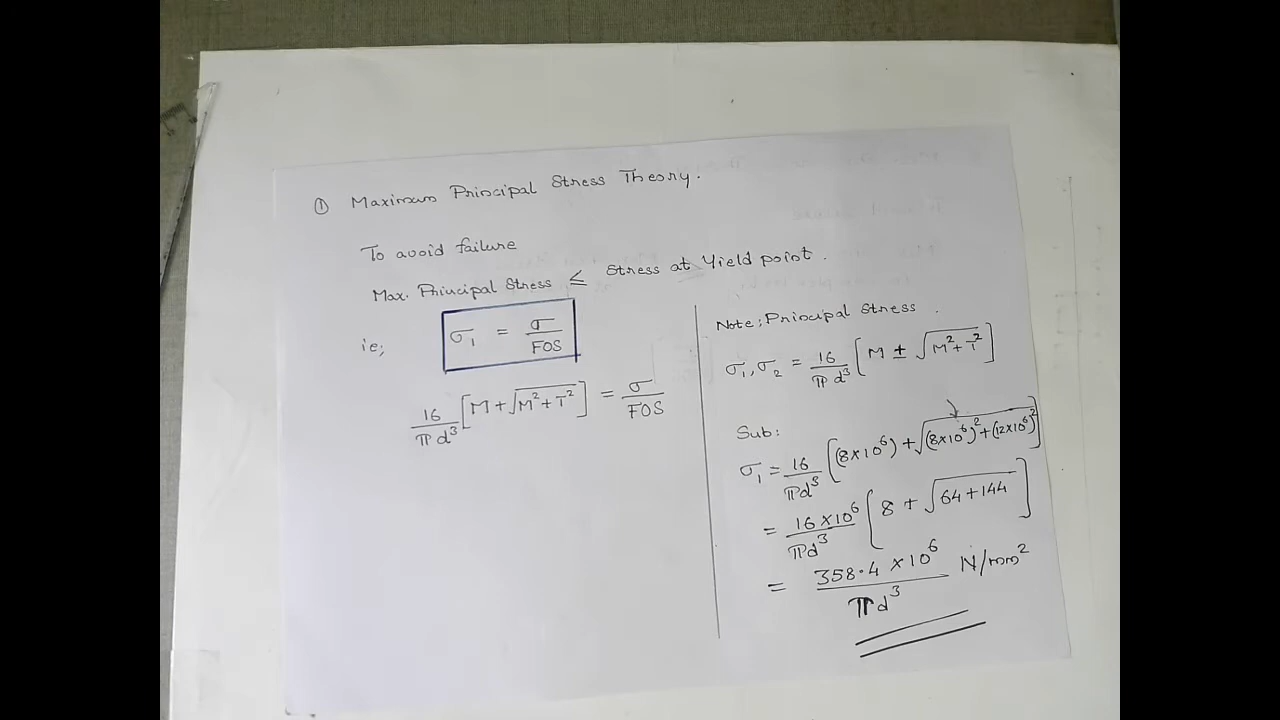 ① Maximum Principal Stress Theory.
To avoid failure
Max. Principal Stress ≤ Stress at Yield point.
ie; σ₁ = σ/FOS
16/πd³ [M + √(M² + T²)] = σ/FOS
Note; Principal Stress.
σ₁, σ₂ = 16/πd³ [M ± √(M² + T²)]
Sub:
σ₁ = 16/πd³ [(8×10⁶) + √((8×10⁶)² + (12×10⁶)²)]
= 16×10⁶/πd³ [8 + √(64+144)]
= 358.4 × 10⁶/πd³ N/mm²